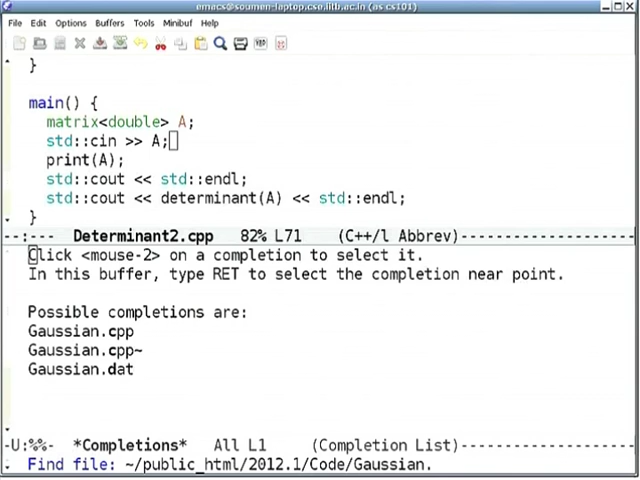 emacs@soumen-laptop.cse.iitb.ac.in (as cs101)
File Edit Options Buffers Tools Minibuf Help
}
main() {
matrix<double> A;
std::cin >> A;
print(A);
std::cout << std::endl;
std::cout << determinant(A) << std::endl;
}
--:--- Determinant2.cpp 82% L71 (C++/l Abbrev)--------------------
Click <mouse-2> on a completion to select it.
In this buffer, type RET to select the completion near point.
Possible completions are:
Gaussian.cpp
Gaussian.cpp~
Gaussian.dat
-U:%%- *Completions* All L1 (Completion List)-------------------
Find file: ~/public_html/2012.1/Code/Gaussian.